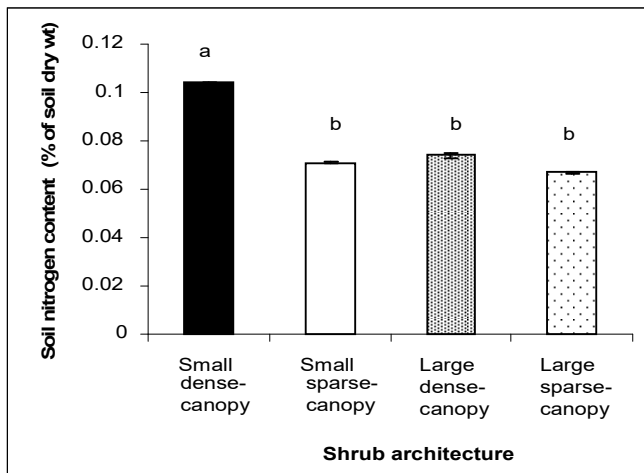 Soil nitrogen content (% of soil dry wt)
0.12
0.1
0.08
0.06
0.04
0.02
0
a
b
b
b
Small
dense-
canopy
Small
sparse-
canopy
Large
dense-
canopy
Large
sparse-
canopy
Shrub architecture